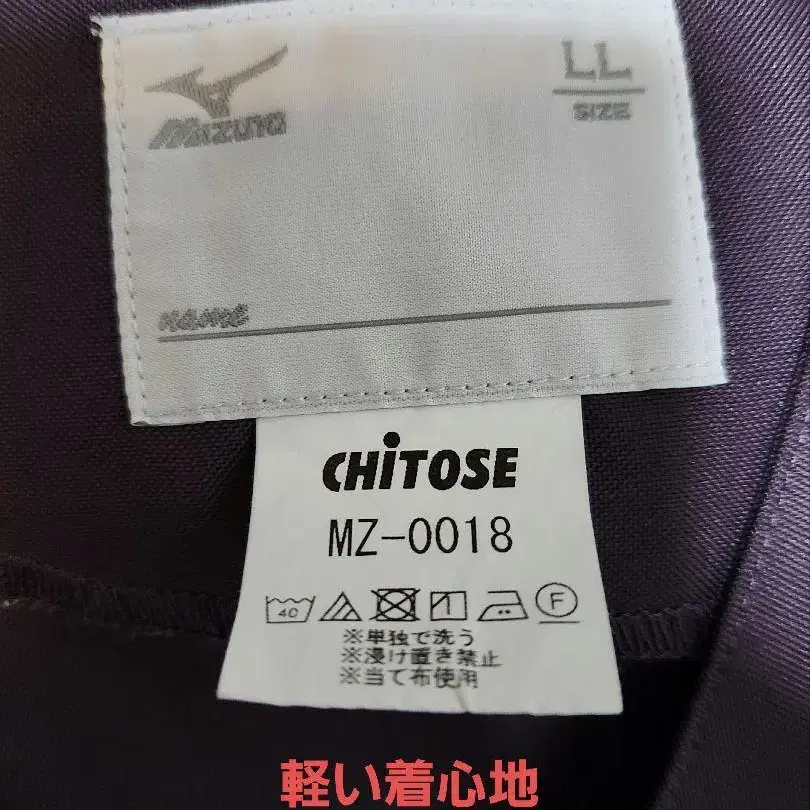 MIZUNO
LL
SIZE
NAME
CHiTOSE
MZ-0018
40
F
※単独で洗う
※浸け置き禁止
※当て布使用
軽い着心地